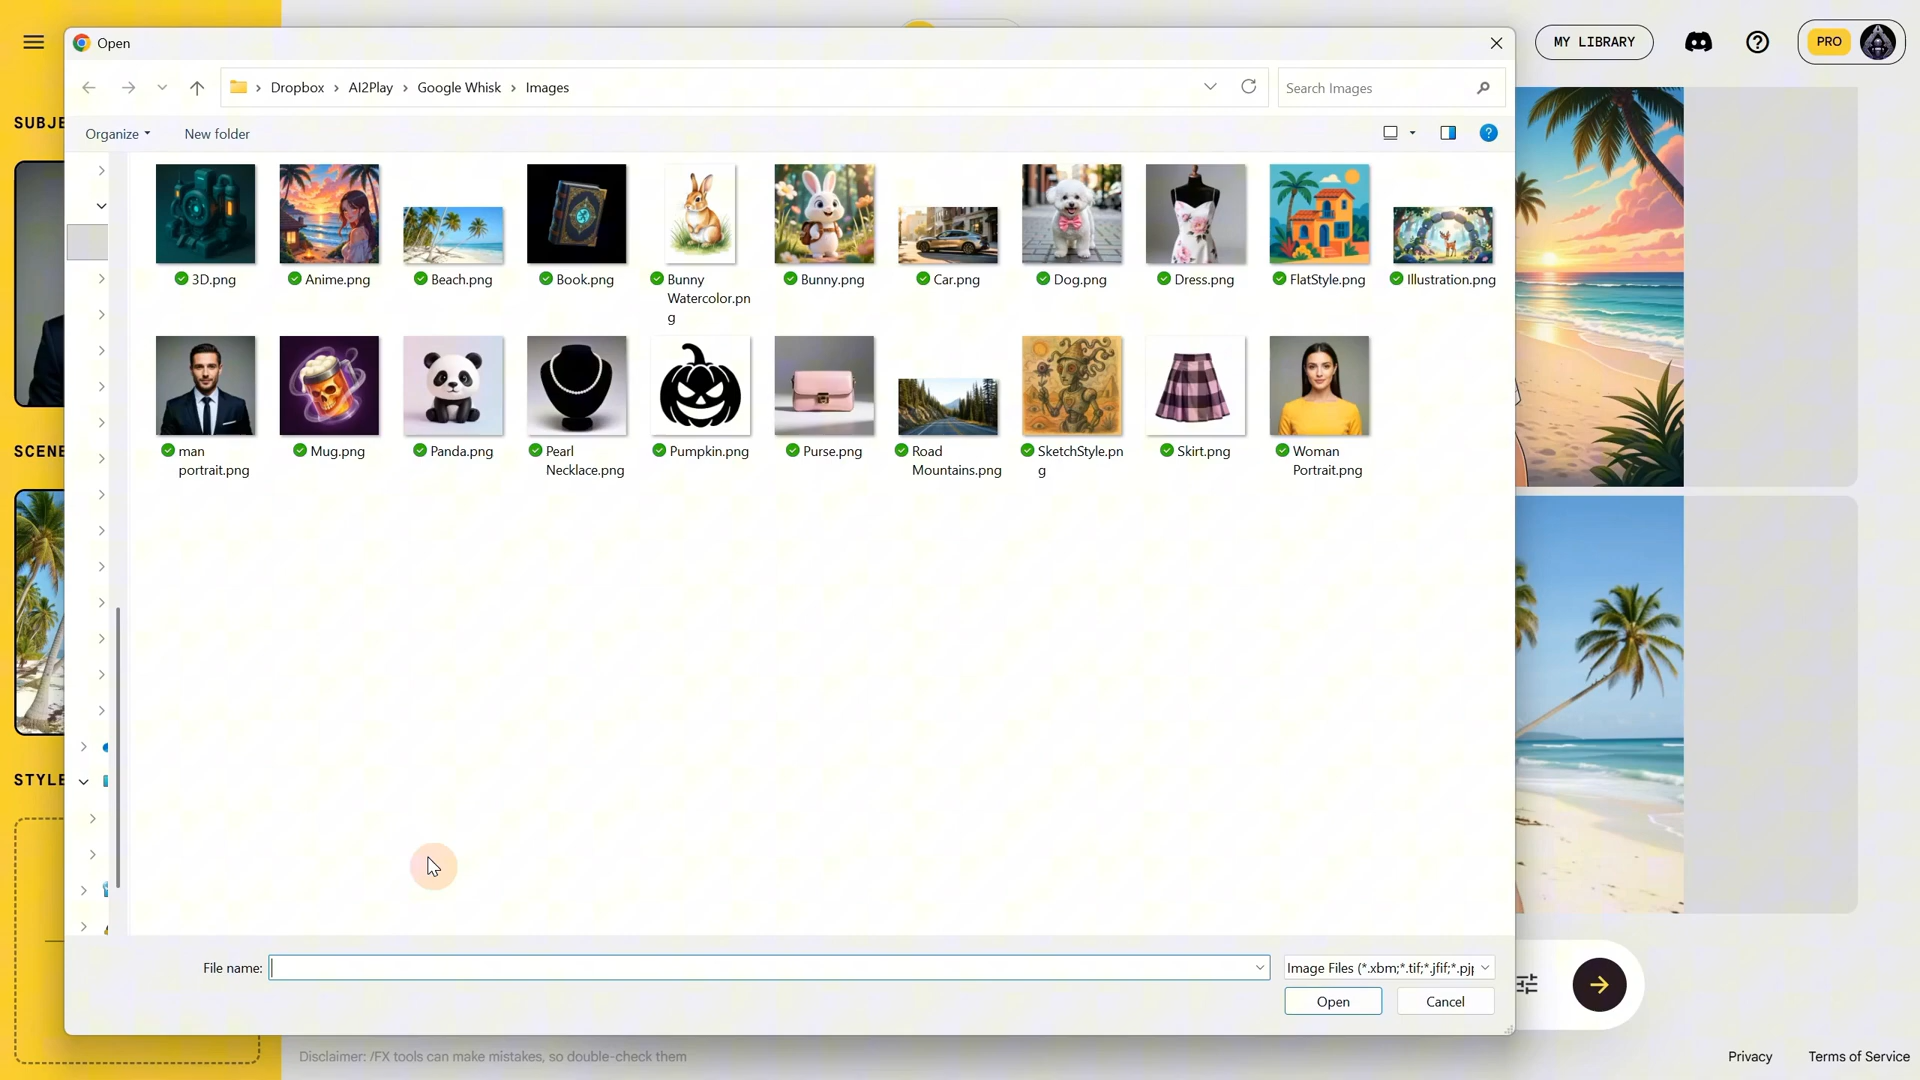 Open
MY LIBRARY
PRO
Dropbox
AI2Play
Google Whisk
Images
Search Images
Organize
New folder
SUBJE
3D.png
Anime.png
Beach.png
Book.png
Bunny
Watercolor.pn
g
Bunny.png
Car.png
Dog.png
Dress.png
FlatStyle.png
Illustration.png
SCENE
man
portrait.png
Mug.png
Panda.png
Pearl
Necklace.png
Pumpkin.png
Purse.png
Road
Mountains.png
SketchStyle.pn
g
Skirt.png
Woman
Portrait.png
STYLE
File name:
Image Files (*.xbm;*.tif;*.jfif;*.pjp
Open
Cancel
Disclaimer: /FX tools can make mistakes, so double-check them
Privacy
Terms of Service